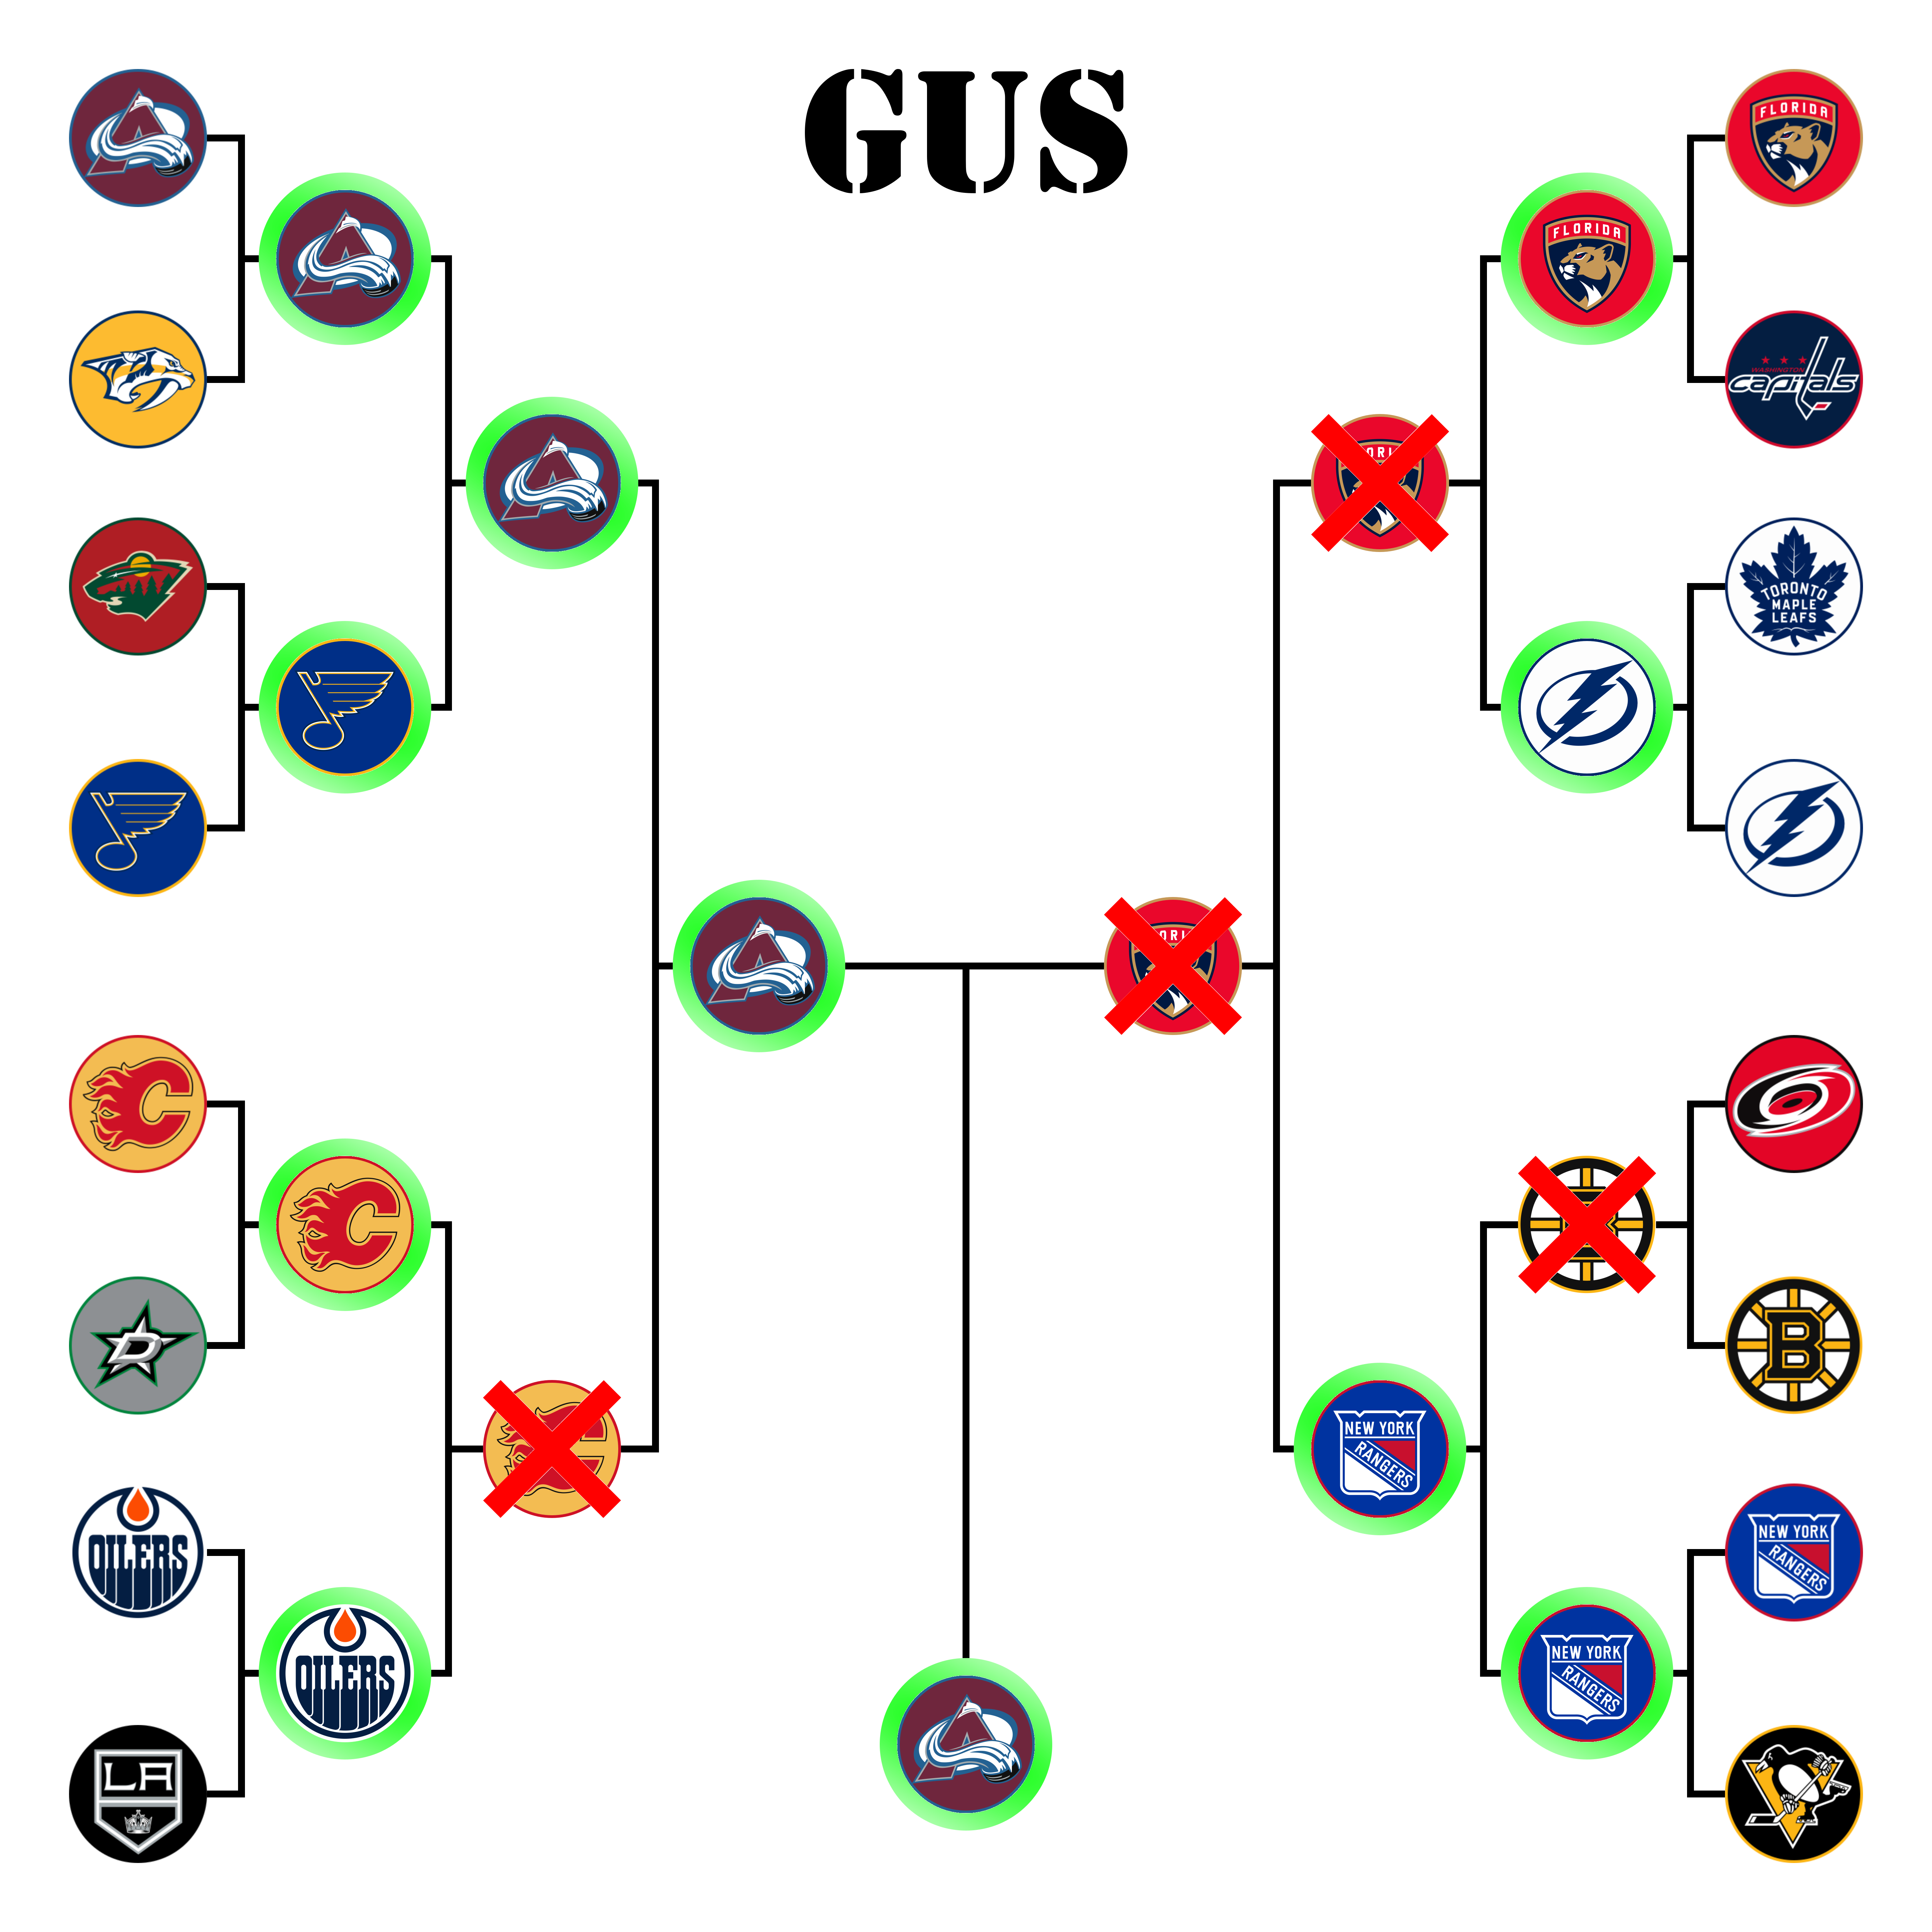 GUS
FLORIDA
FLORIDA
WASHINGTON
capitals
TORONTO
MAPLE
LEAFS
C
C
D
B
OILERS
OILERS
LA
NEW YORK
RANGERS
NEW YORK
RANGERS
NEW YORK
RANGERS